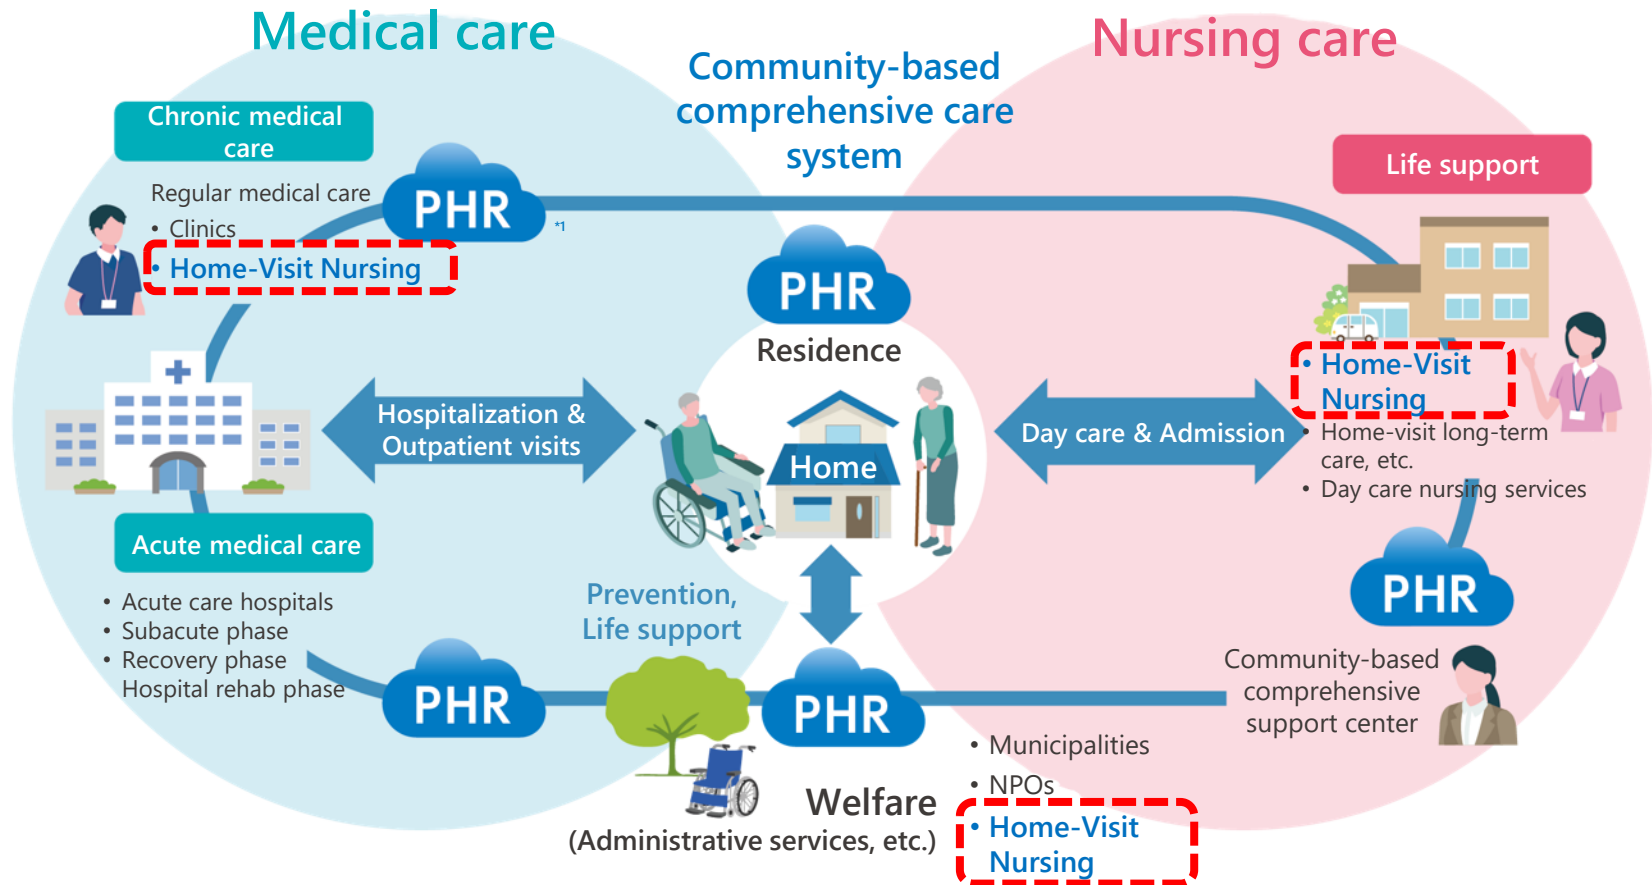 Medical care
Nursing care
Community-based
comprehensive care
system
Chronic medical
care
Regular medical care
• Clinics
• Home-Visit Nursing
PHR
*1
PHR
Residence
Life support
Hospitalization &
Outpatient visits
Home
Day care & Admission
• Home-Visit
Nursing
• Home-visit long-term
care, etc.
• Day care nursing services
Acute medical care
• Acute care hospitals
• Subacute phase
• Recovery phase
Hospital rehab phase
Prevention,
Life support
PHR
PHR
PHR
Community-based
comprehensive
support center
Welfare
(Administrative services, etc.)
• Municipalities
• NPOs
• Home-Visit
Nursing